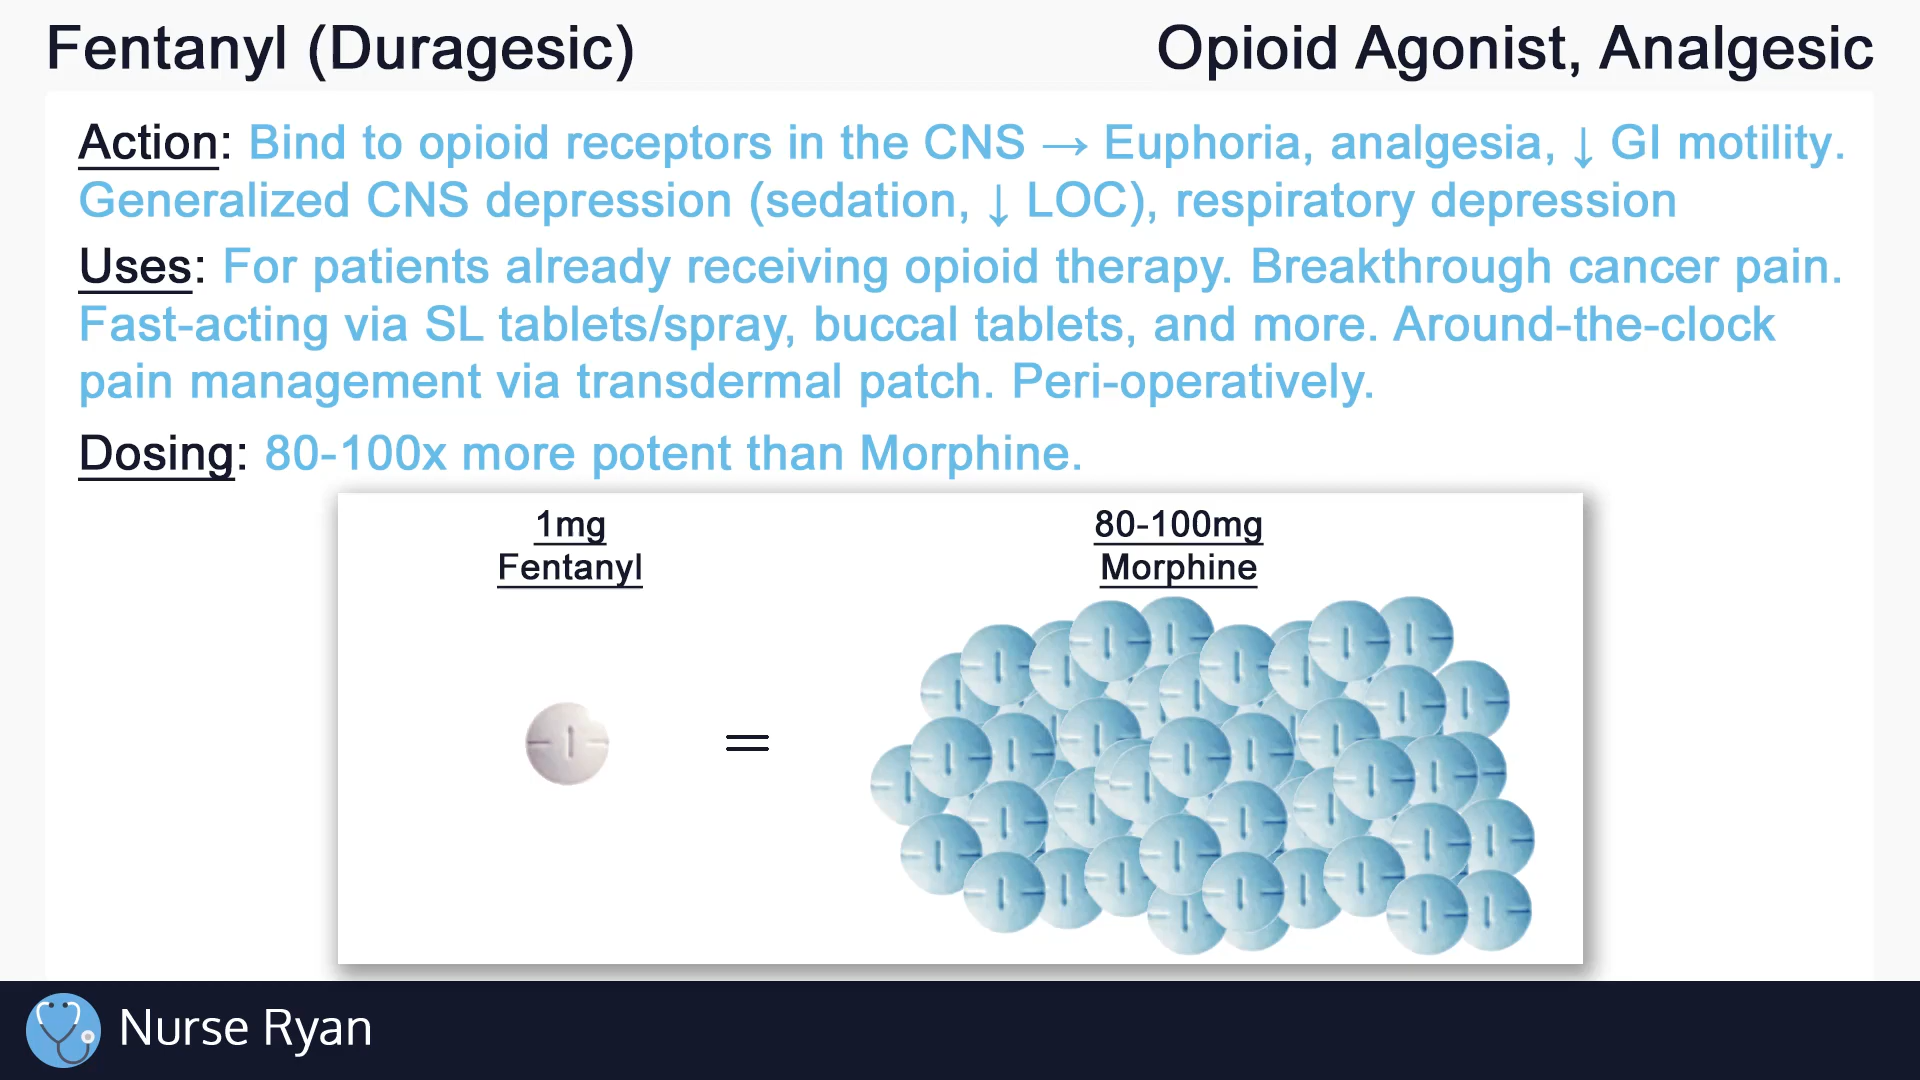 Fentanyl (Duragesic)
Opioid Agonist, Analgesic
Action: Bind to opioid receptors in the CNS → Euphoria, analgesia, ↓ GI motility.
Generalized CNS depression (sedation, ↓ LOC), respiratory depression
Uses: For patients already receiving opioid therapy. Breakthrough cancer pain.
Fast-acting via SL tablets/spray, buccal tablets, and more. Around-the-clock
pain management via transdermal patch. Peri-operatively.
Dosing: 80-100x more potent than Morphine.
1mg
Fentanyl
=
80-100mg
Morphine
Nurse Ryan